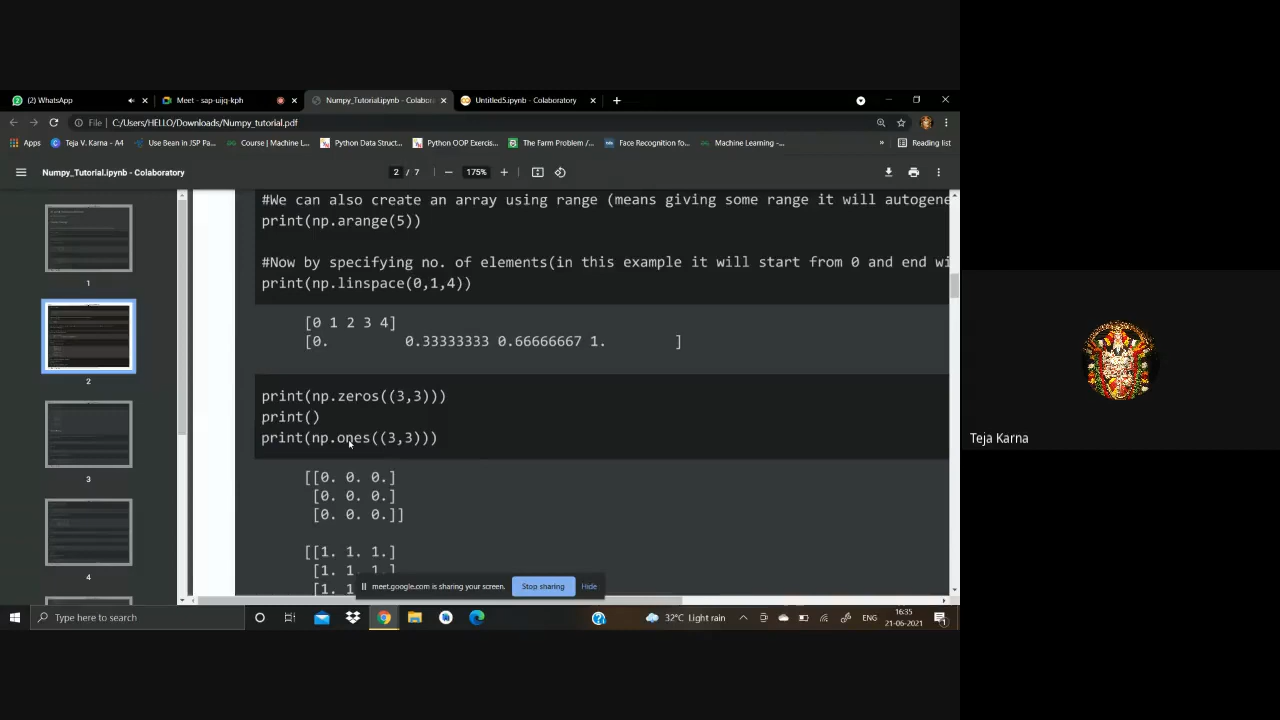 (2) WhatsApp
Meet - sap-uijq-kph
Numpy_Tutorial.ipynb - Colaborato
Untitled5.ipynb - Colaboratory
File
C:/Users/HELLO/Downloads/Numpy_tutorial.pdf
Apps
Teja V. Karna - A4
Use Bean in JSP Pa...
Course | Machine L...
Python Data Struct...
Python OOP Exercis...
The Farm Problem /...
Face Recognition fo...
Machine Learning -...
»
Reading list
Numpy_Tutorial.ipynb - Colaboratory
2 / 7
175%
#We can also create an array using range (means giving some range it will autogene
print(np.arange(5))
#Now by specifying no. of elements(in this example it will start from 0 and end wi
print(np.linspace(0,1,4))
[0 1 2 3 4]
[0. 0.33333333 0.66666667 1. ]
print(np.zeros((3,3)))
print()
print(np.ones((3,3)))
[[0. 0. 0.]
[0. 0. 0.]
[0. 0. 0.]]
[[1. 1. 1.]
[1. 1. 1.]
[1. 1
1
2
3
4
meet.google.com is sharing your screen.
Stop sharing
Hide
Teja Karna
Type here to search
32°C Light rain
ENG
16:35
21-06-2021